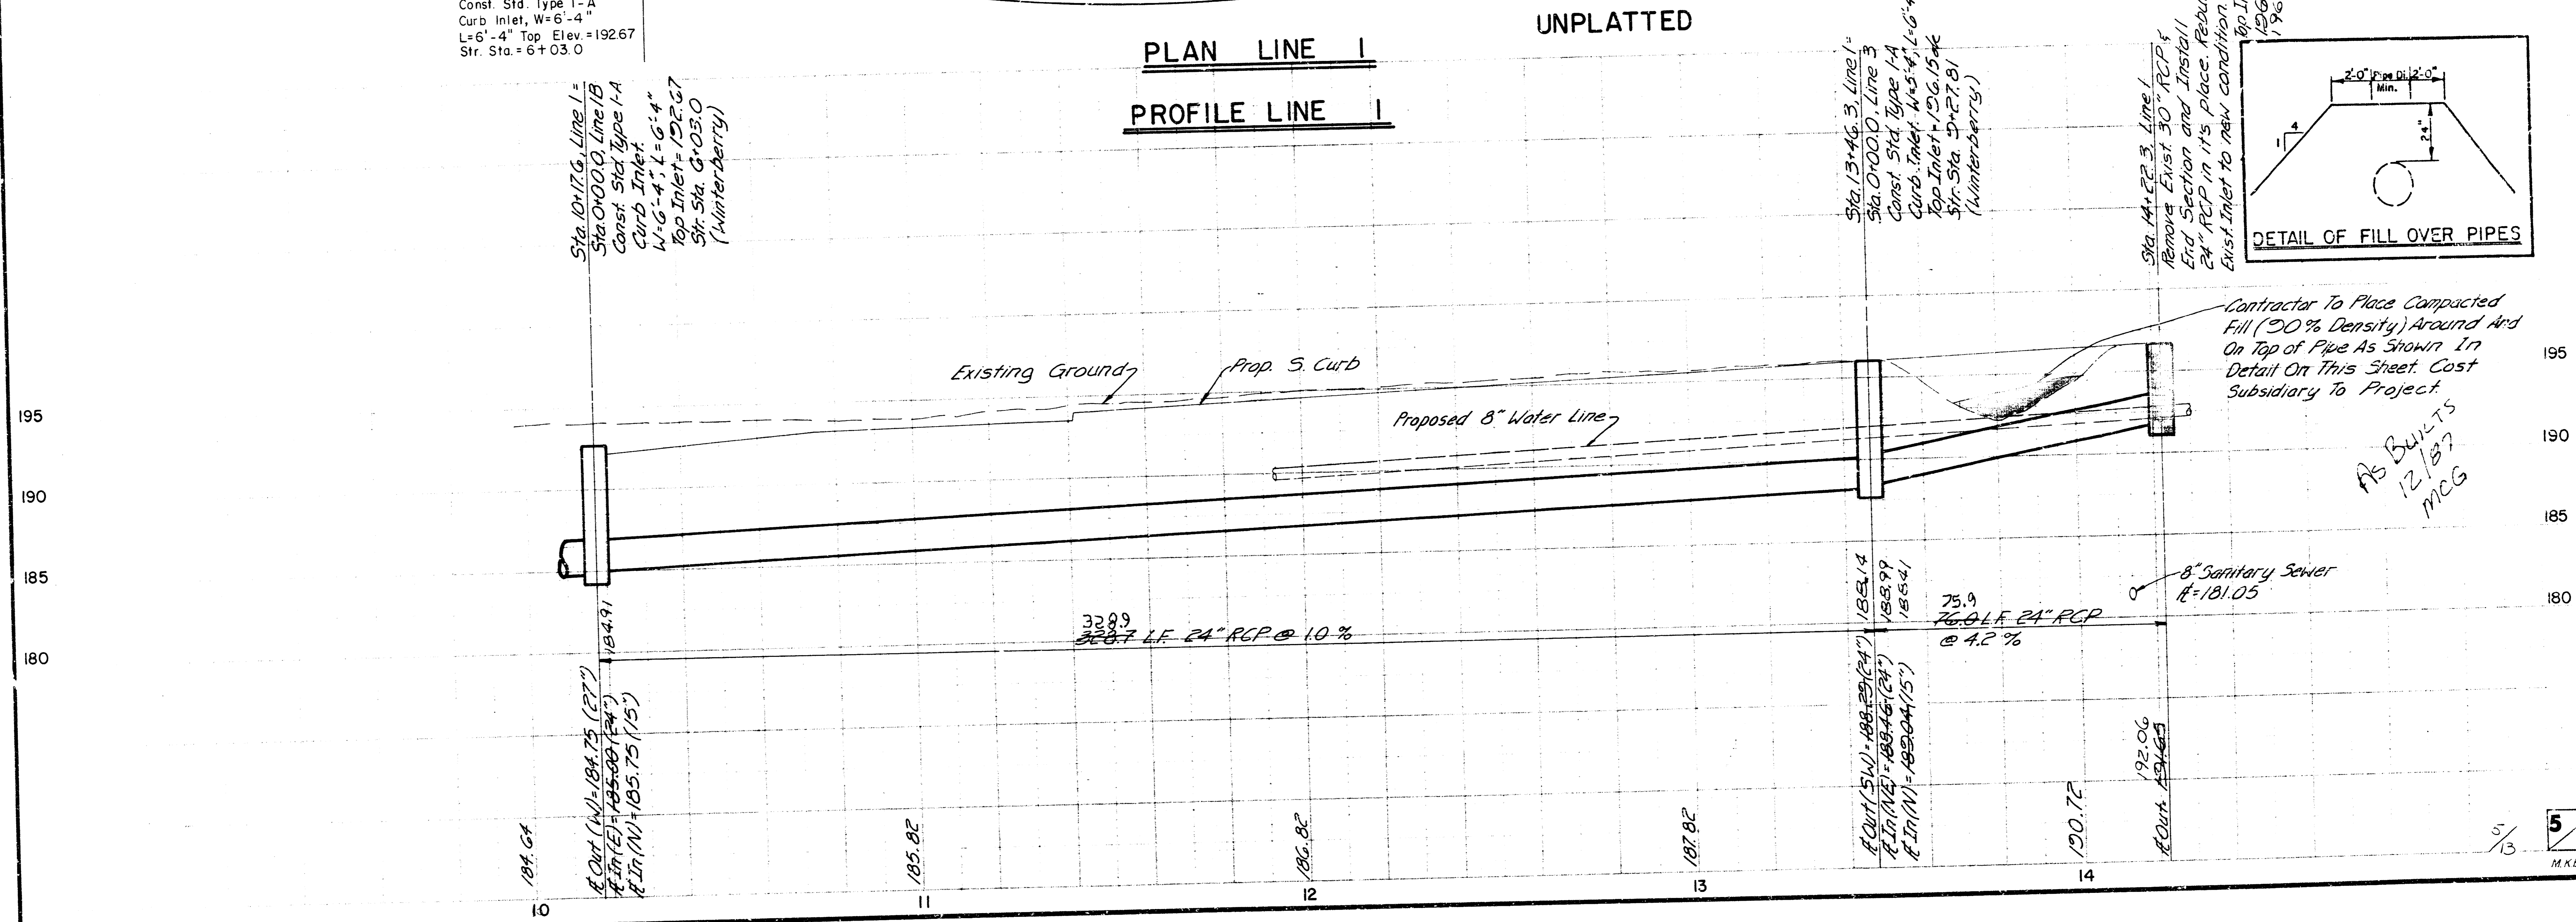 Const. Std. Type 1-A
Curb Inlet, W=6'-4"
L=6'-4" Top Elev.=192.67
Str. Sta.=6+03.0
UNPLATTED
PLAN LINE 1
PROFILE LINE 1
Sta. 10+17.6, Line 1=
Sta. 0+00.0, Line 1B
Const. Std. Type 1-A
Curb Inlet.
W=6'-4", L=6'-4"
Top Inlet=192.67
Str. Sta. 6+03.0
(Winterberry)
Sta. 13+46.3, Line 1=
Sta. 0+00.0, Line 3
Const. Std. Type 1-A
Curb Inlet. W=5'-4", L=6'-4
Top Inlet=196.15
Str. Sta. 9+27.81
(Winterberry)
Sta. 14+22.3, Line 1
Remove Exist. 30" RCP &
End Section and Install
24" RCP in it's place. Rebu
Exist. Inlet to new condition.
Top In
2'-0" Pipe Di. 2'-0"
Min.
4
1
24"
DETAIL OF FILL OVER PIPES
Contractor To Place Compacted
Fill (90% Density) Around And
On Top of Pipe As Shown In
Detail On This Sheet. Cost
Subsidiary To Project.
Existing Ground
Prop. S. Curb
Proposed 8" Water Line
195
190
185
180
195
190
185
180
As Builts
12/87
MCG
8" Sanitary Sewer
℄=181.05
328.9
328.7 L.F. 24" RCP @ 1.0 %
75.9
76.0 L.F. 24" RCP
@ 4.2 %
184.91
℄ Out (W)=184.75 (27")
℄ In (E)=185.00 (24")
℄ In (N)=185.75 (15")
188.14
188.99
℄ Out (SW)=188.29 (24")
℄ In (NE)=188.46 (24")
℄ In (N)=189.04 (15")
192.06
℄ Out= 191.65
184.64
185.82
186.82
187.82
190.72
10
11
12
13
14
5/13
5